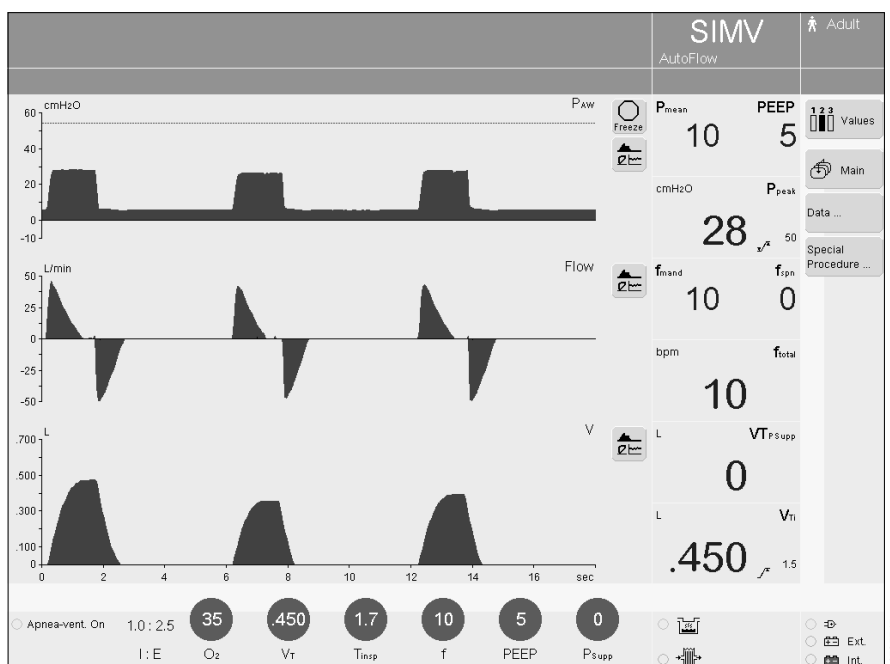 SIMV
Adult
AutoFlow
cmH2O
PAW
60
40
20
0
-10
Freeze
Pmean PEEP
10 5
1 2 3
Values
Main
cmH2O Ppeak
28 50
Data ...
Special
Procedure ...
L/min
Flow
50
25
0
-25
-50
fmand fspn
10 0
bpm ftotal
10
L
V
.700
.500
.300
.100
0
0 2 4 6 8 10 12 14 16 sec
L VTPSupp
0
L VTi
.450 1.5
Apnea-vent. On
1.0 : 2.5 35 .450 1.7 10 5 0
I : E O2 VT Tinsp f PEEP PSupp
Ext.
Int.